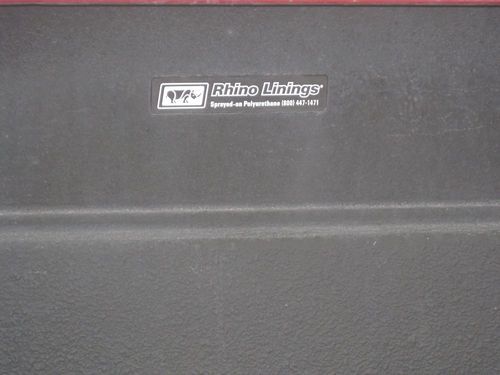 Rhino Linings®
Sprayed-on Polyurethane (800) 447-1471